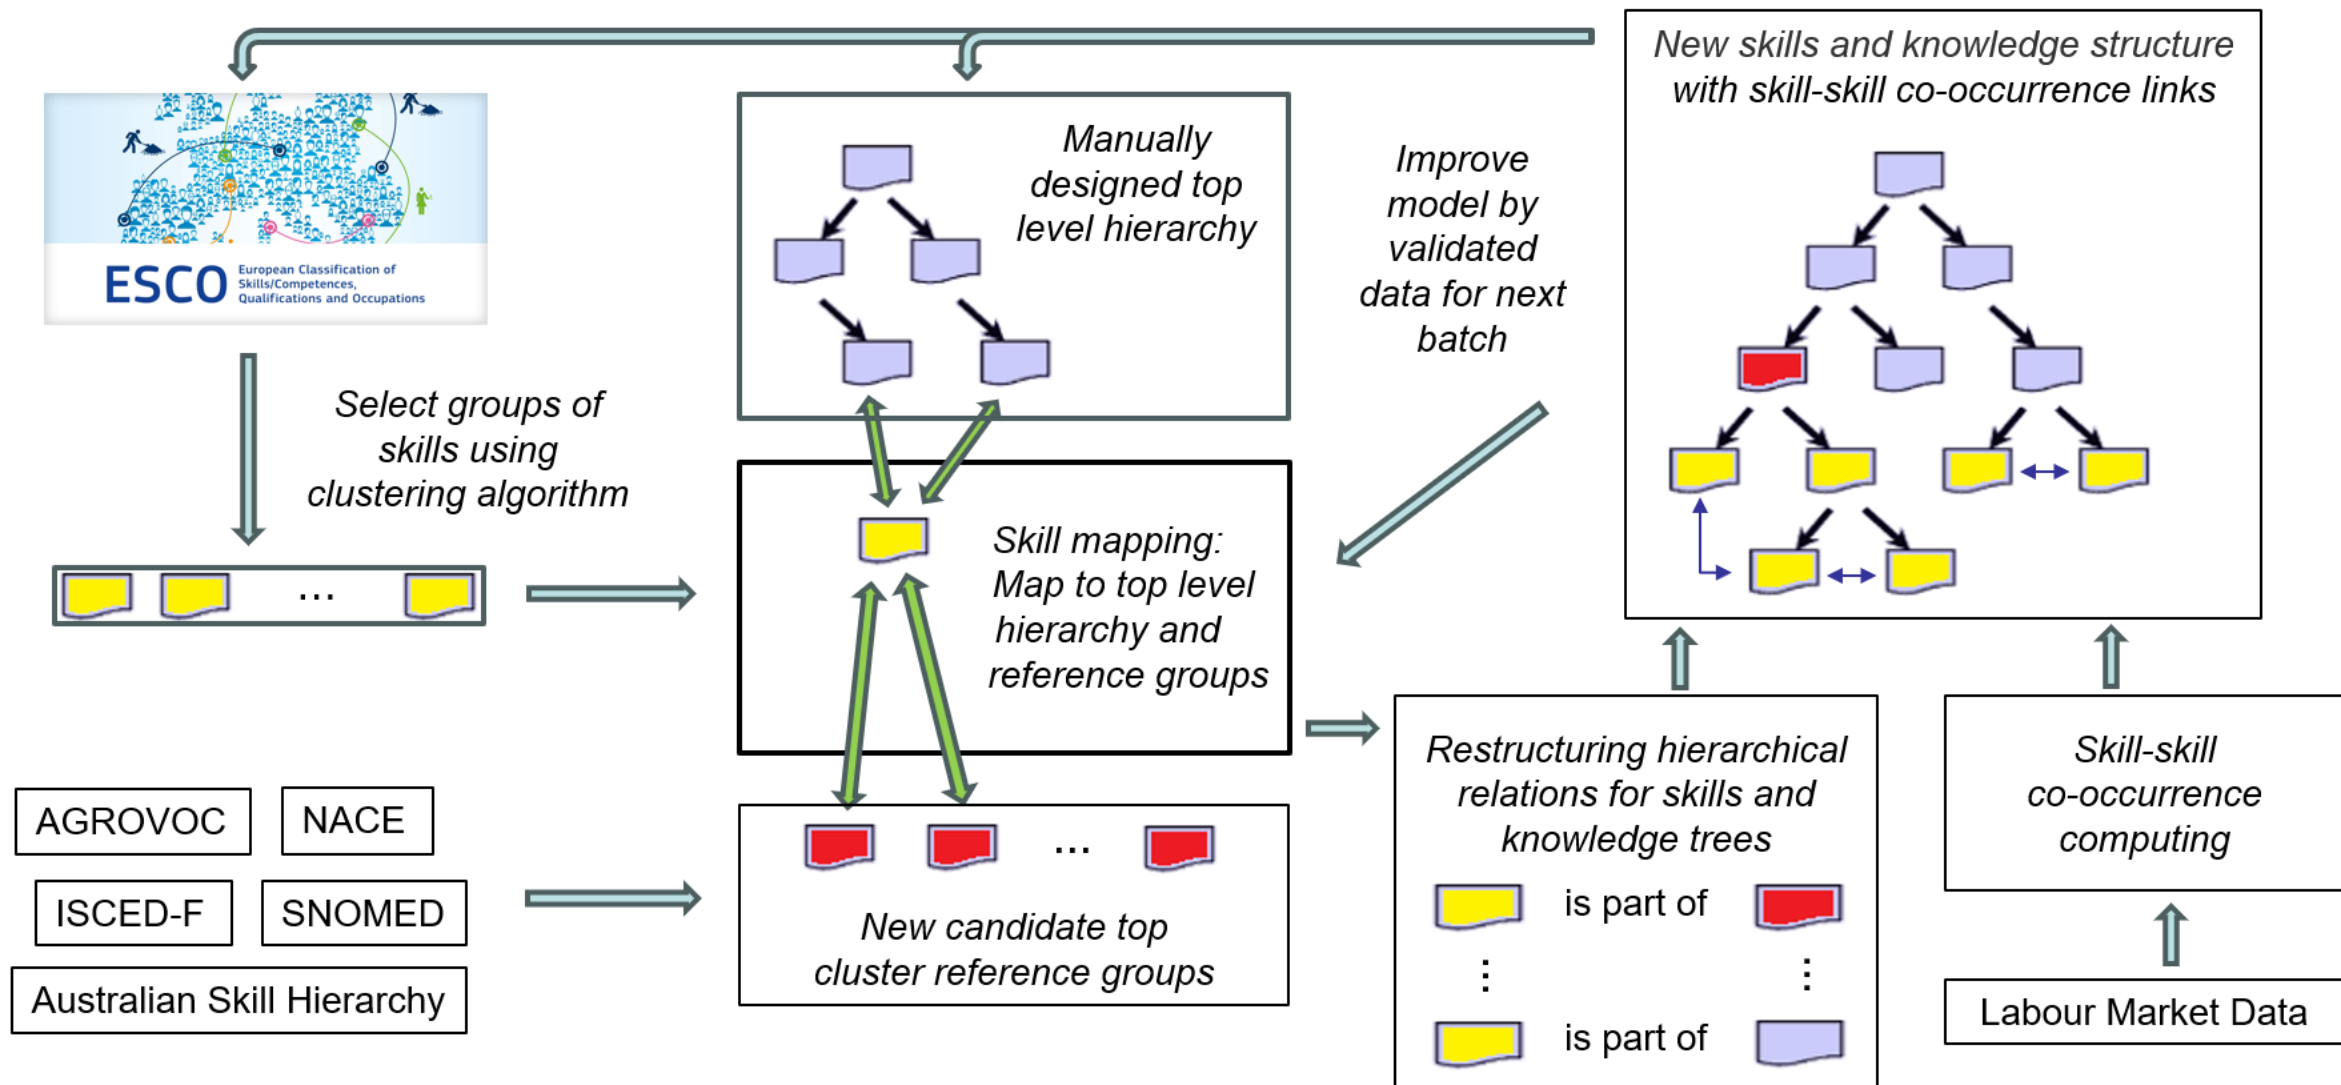 New skills and knowledge structure
with skill-skill co-occurrence links
Manually
designed top
level hierarchy
Improve
model by
validated
data for next
batch
ESCO
European Classification of
Skills/Competences,
Qualifications and Occupations
Select groups of
skills using
clustering algorithm
...
Skill mapping:
Map to top level
hierarchy and
reference groups
AGROVOC
NACE
ISCED-F
SNOMED
Australian Skill Hierarchy
...
New candidate top
cluster reference groups
Restructuring hierarchical
relations for skills and
knowledge trees
is part of
is part of
Skill-skill
co-occurrence
computing
Labour Market Data